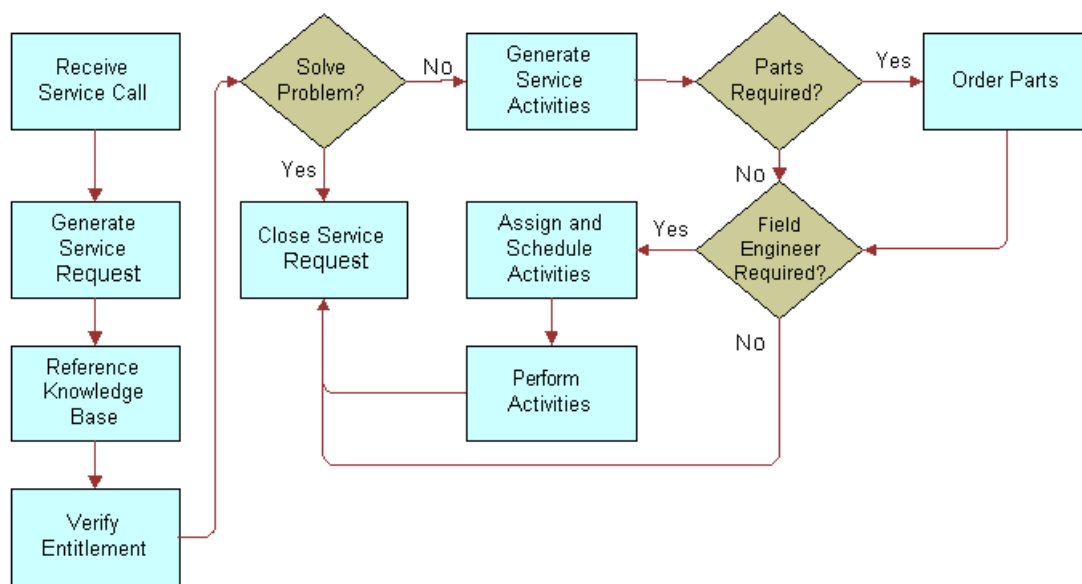 Receive
Service Call
Generate
Service
Request
Reference
Knowledge
Base
Verify
Entitlement
Solve
Problem?
No
Yes
Close Service
Request
Generate
Service
Activities
Parts
Required?
Yes
No
Order Parts
Field
Engineer
Required?
Yes
No
Assign and
Schedule
Activities
Perform
Activities